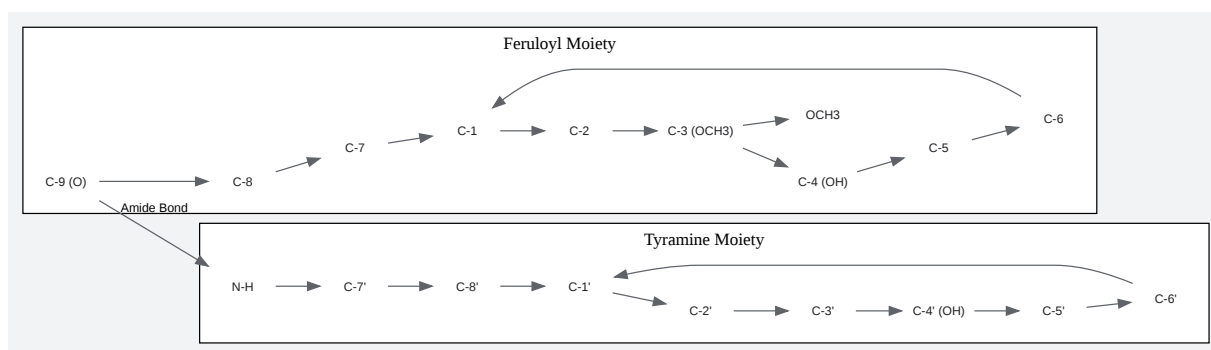 Feruloyl Moiety
C-9 (O)
C-8
C-7
C-1
C-2
C-3 (OCH3)
OCH3
C-4 (OH)
C-5
C-6
Amide Bond
Tyramine Moiety
N-H
C-7'
C-8'
C-1'
C-2'
C-3'
C-4' (OH)
C-5'
C-6'